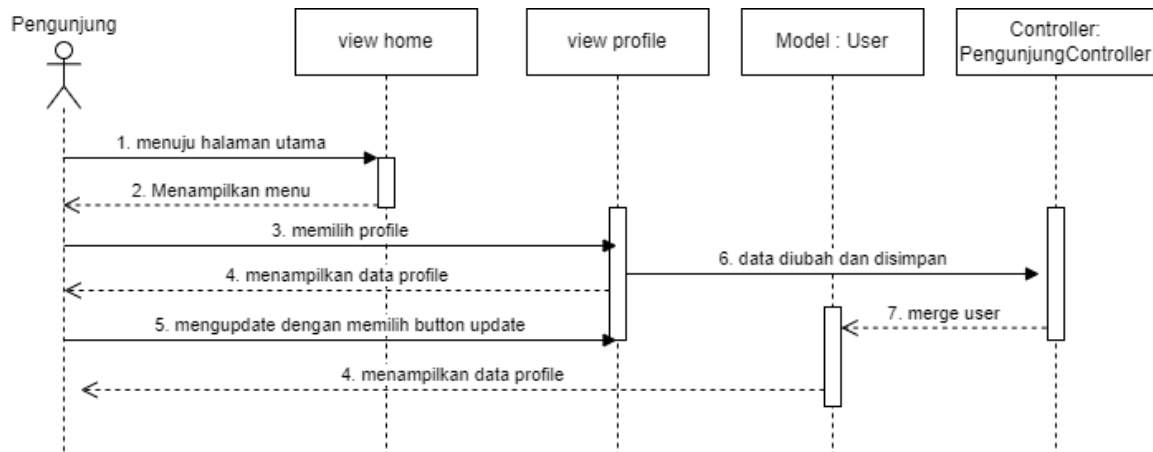 Pengunjung
view home
view profile
Model : User
Controller:
PengunjungController
1. menuju halaman utama
2. Menampilkan menu
3. memilih profile
4. menampilkan data profile
6. data diubah dan disimpan
5. mengupdate dengan memilih button update
7. merge user
4. menampilkan data profile